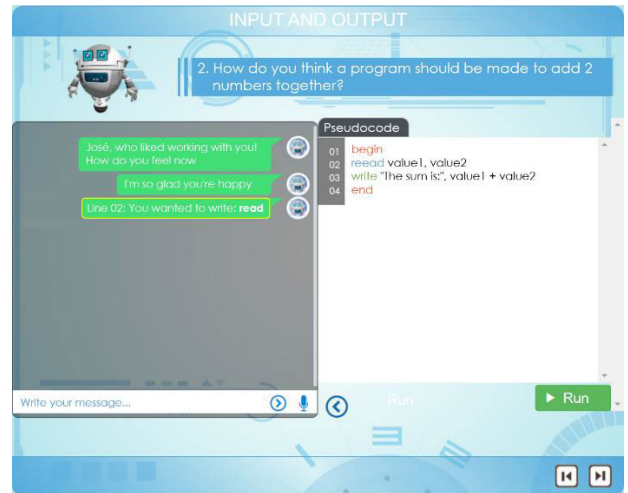 INPUT AND OUTPUT
2. How do you think a program should be made to add 2
numbers together?
José, who liked working with you!
How do you feel now
I'm so glad you're happy
Line 02: You wanted to write: read
Pseudocode
01 begin
02 reead value1, value2
03 write "The sum is:", value1 + value2
04 end
Write your message...
Run
Run